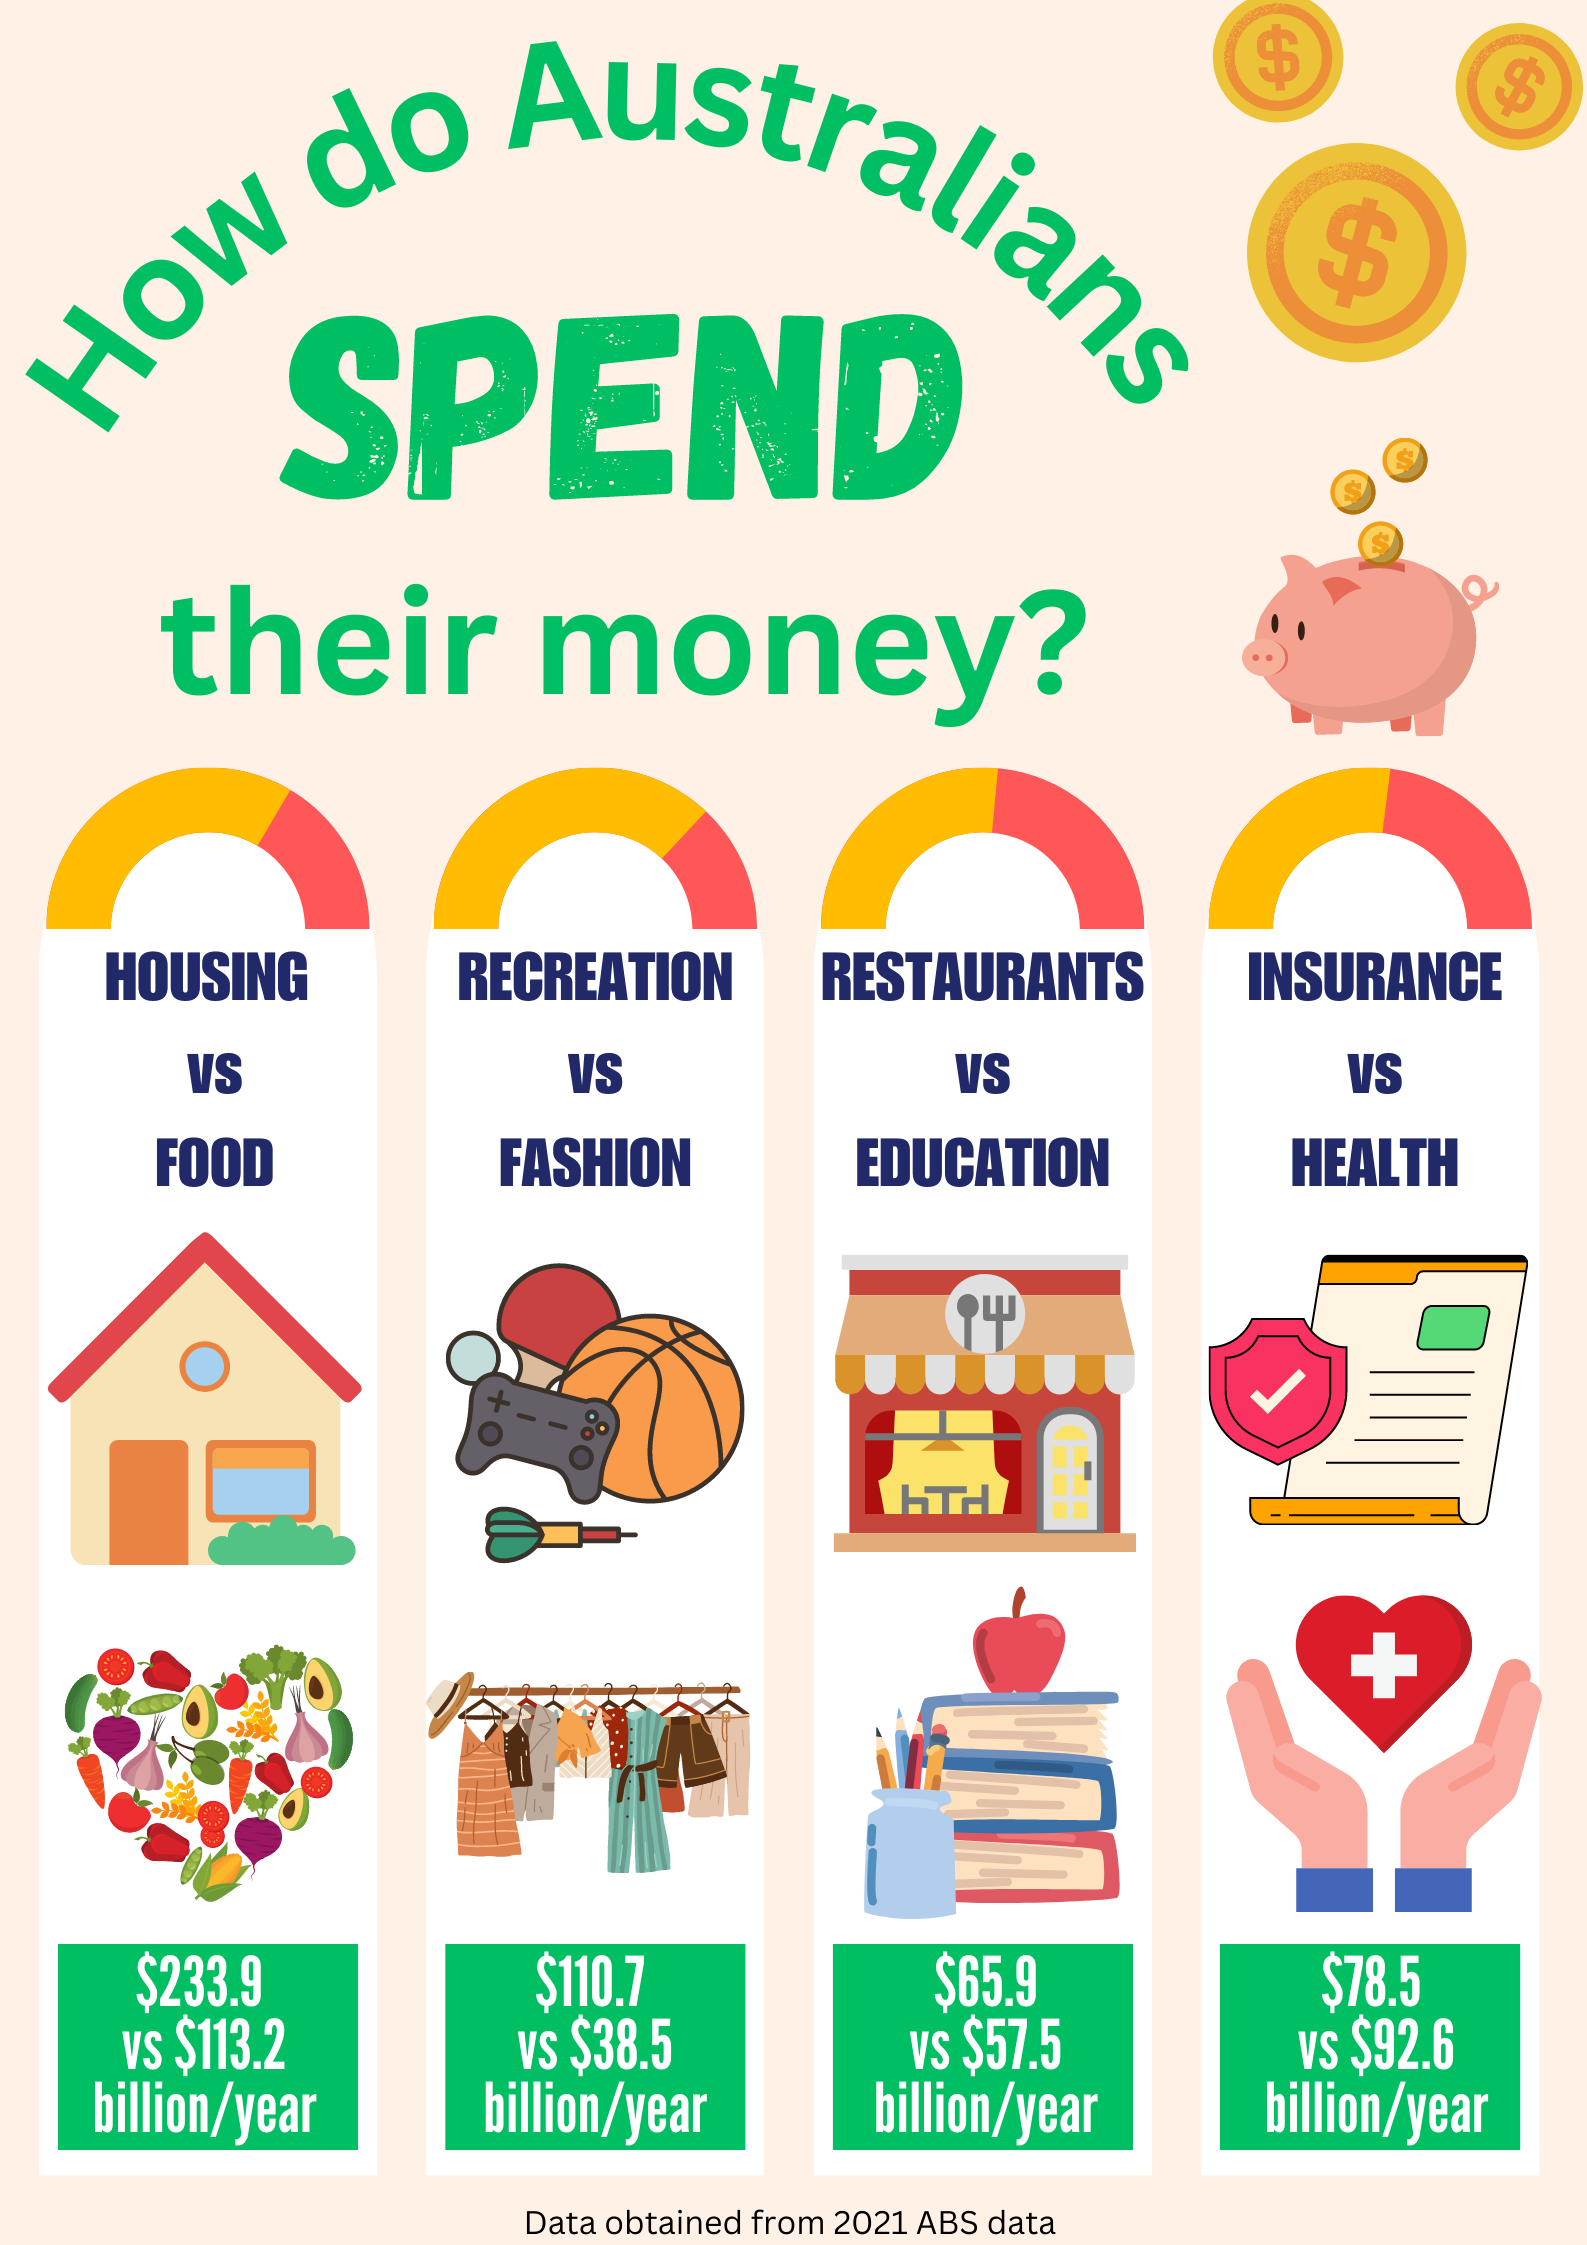 How do Australians
SPEND
their money?
HOUSING
VS
FOOD
$233.9
vs $113.2
billion/year
RECREATION
VS
FASHION
$110.7
vs $38.5
billion/year
RESTAURANTS
VS
EDUCATION
$65.9
vs $57.5
billion/year
INSURANCE
VS
HEALTH
$78.5
vs $92.6
billion/year
Data obtained from 2021 ABS data